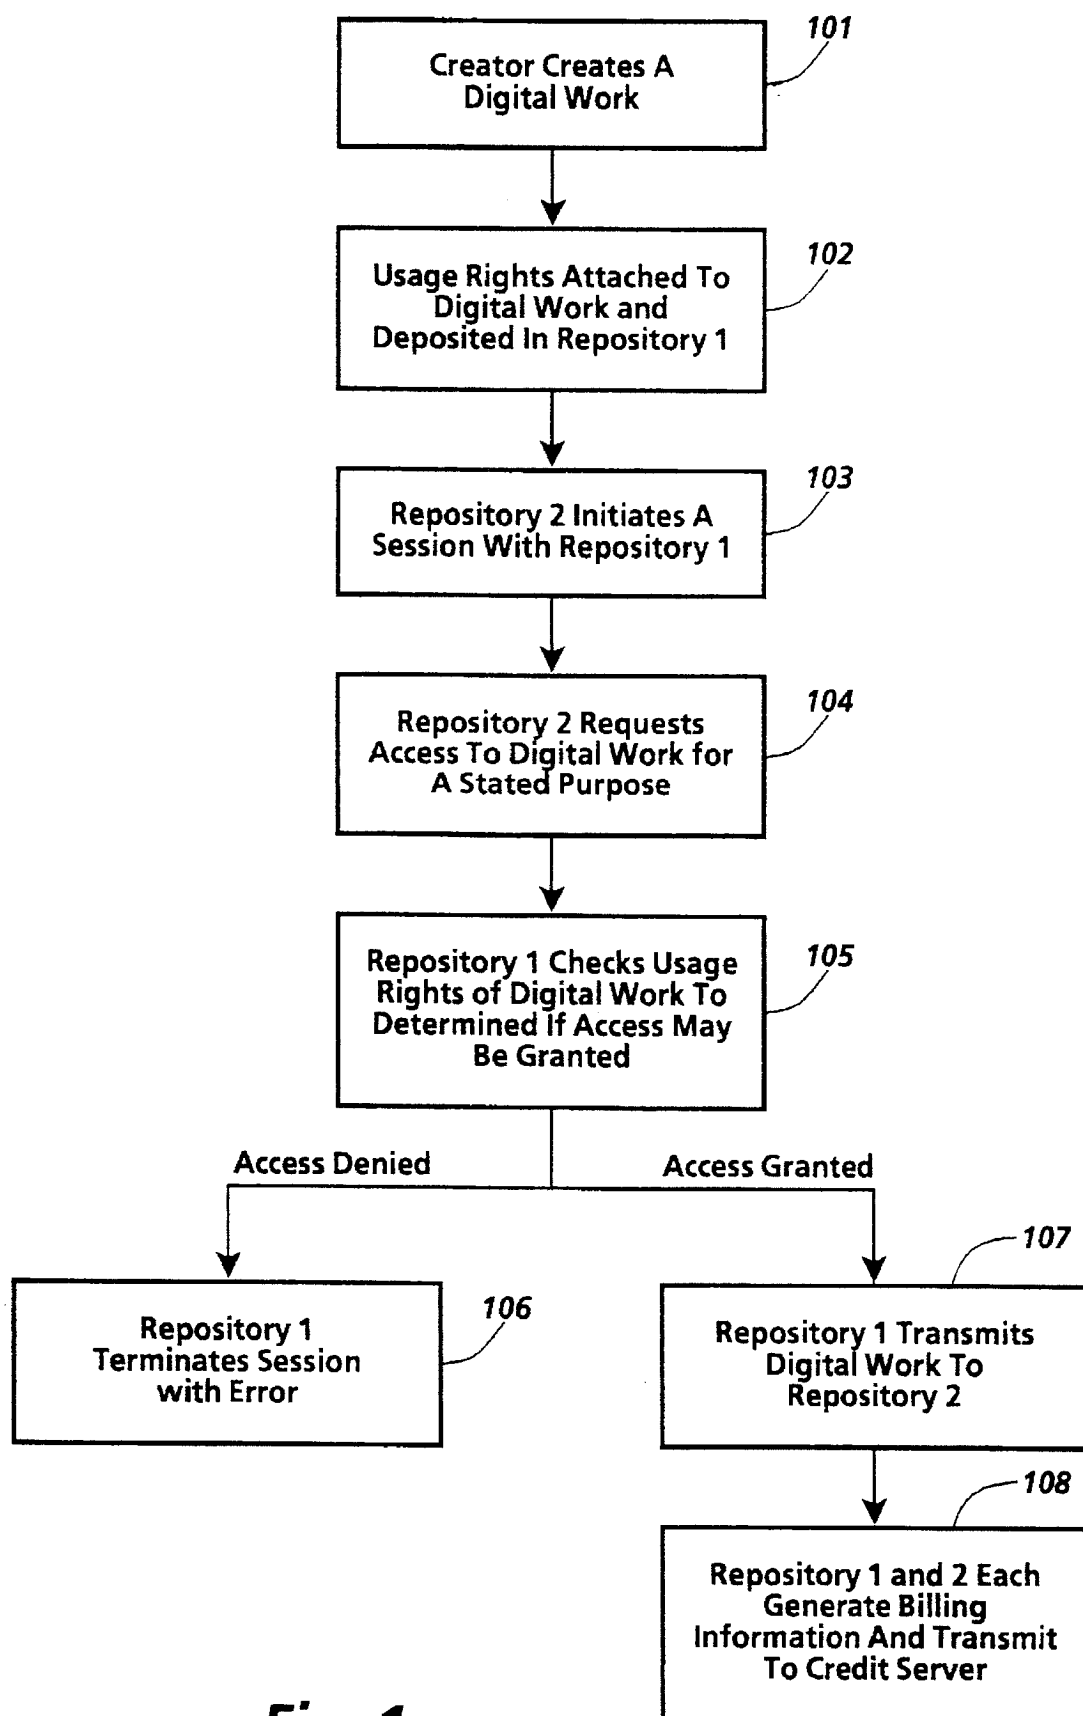 101
Creator Creates A
Digital Work
102
Usage Rights Attached To
Digital Work and
Deposited In Repository 1
103
Repository 2 Initiates A
Session With Repository 1
104
Repository 2 Requests
Access To Digital Work for
A Stated Purpose
105
Repository 1 Checks Usage
Rights of Digital Work To
Determined If Access May
Be Granted
Access Denied
Access Granted
106
Repository 1
Terminates Session
with Error
107
Repository 1 Transmits
Digital Work To
Repository 2
108
Repository 1 and 2 Each
Generate Billing
Information And Transmit
To Credit Server